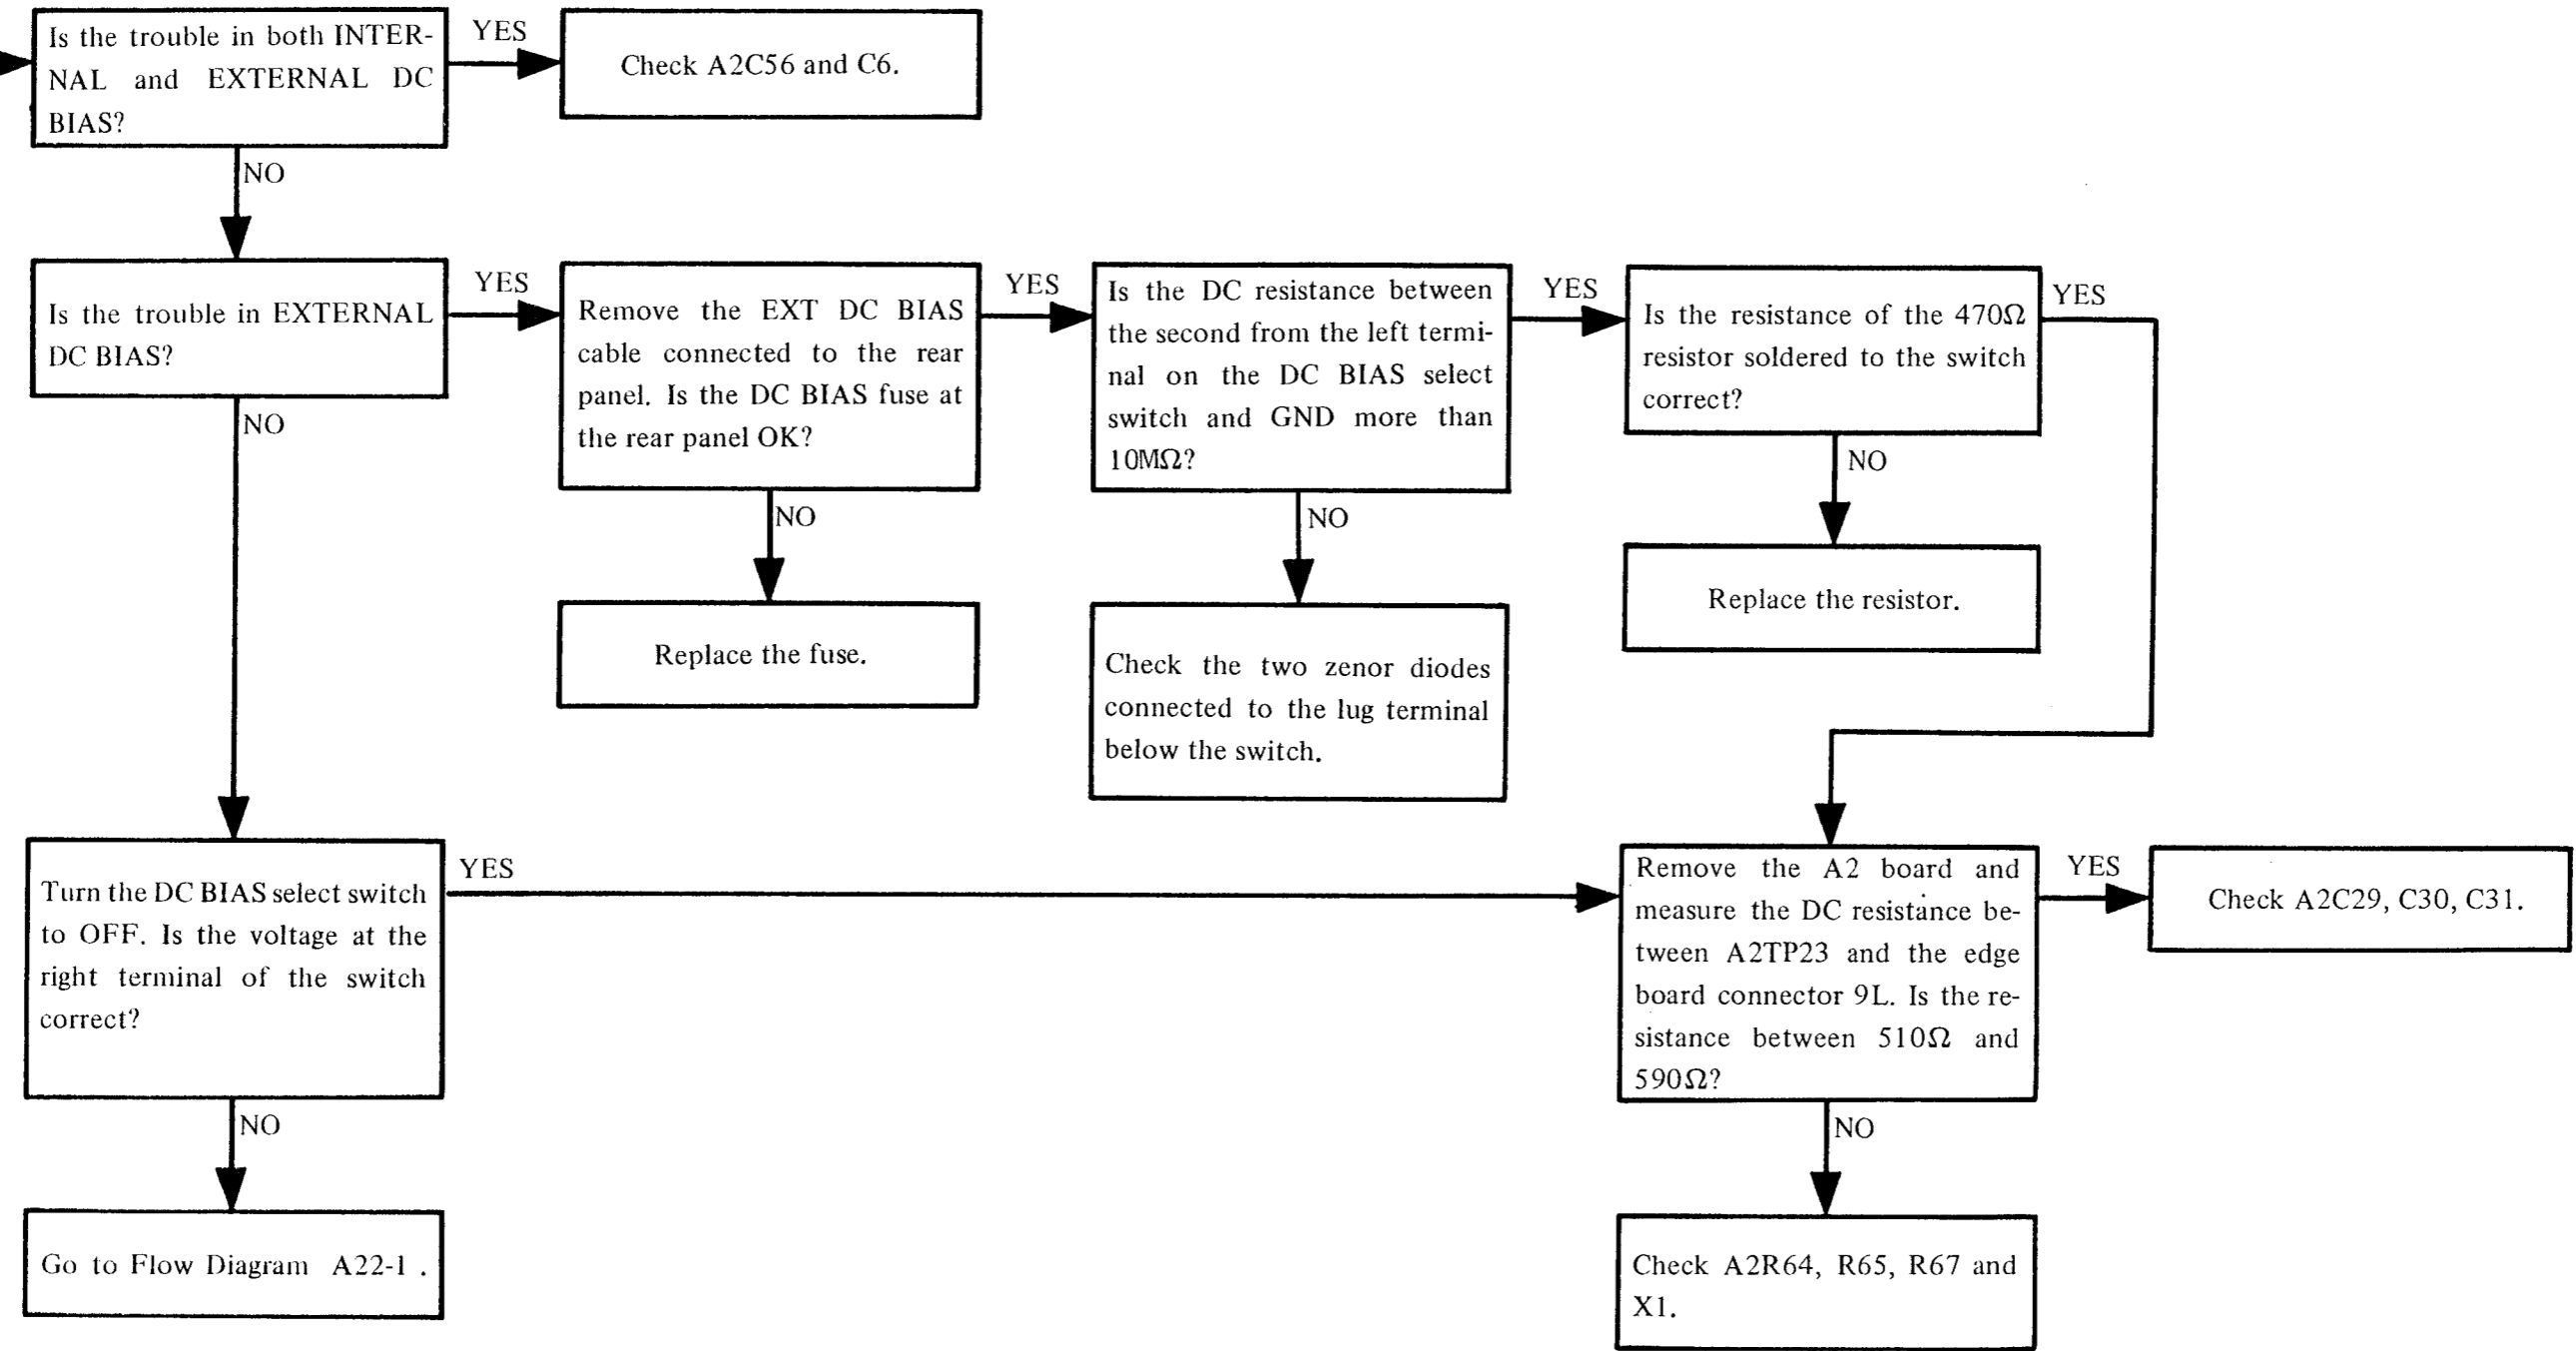 Is the trouble in both INTER-
NAL and EXTERNAL DC
BIAS?
YES
Check A2C56 and C6.
NO
Is the trouble in EXTERNAL
DC BIAS?
YES
Remove the EXT DC BIAS
cable connected to the rear
panel. Is the DC BIAS fuse at
the rear panel OK?
YES
Is the DC resistance between
the second from the left termi-
nal on the DC BIAS select
switch and GND more than
10MΩ?
YES
Is the resistance of the 470Ω
resistor soldered to the switch
correct?
YES
NO
NO
NO
NO
Replace the fuse.
Check the two zenor diodes
connected to the lug terminal
below the switch.
Replace the resistor.
Turn the DC BIAS select switch
to OFF. Is the voltage at the
right terminal of the switch
correct?
YES
Remove the A2 board and
measure the DC resistance be-
tween A2TP23 and the edge
board connector 9L. Is the re-
sistance between 510Ω and
590Ω?
YES
Check A2C29, C30, C31.
NO
NO
Go to Flow Diagram A22-1 .
Check A2R64, R65, R67 and
X1.